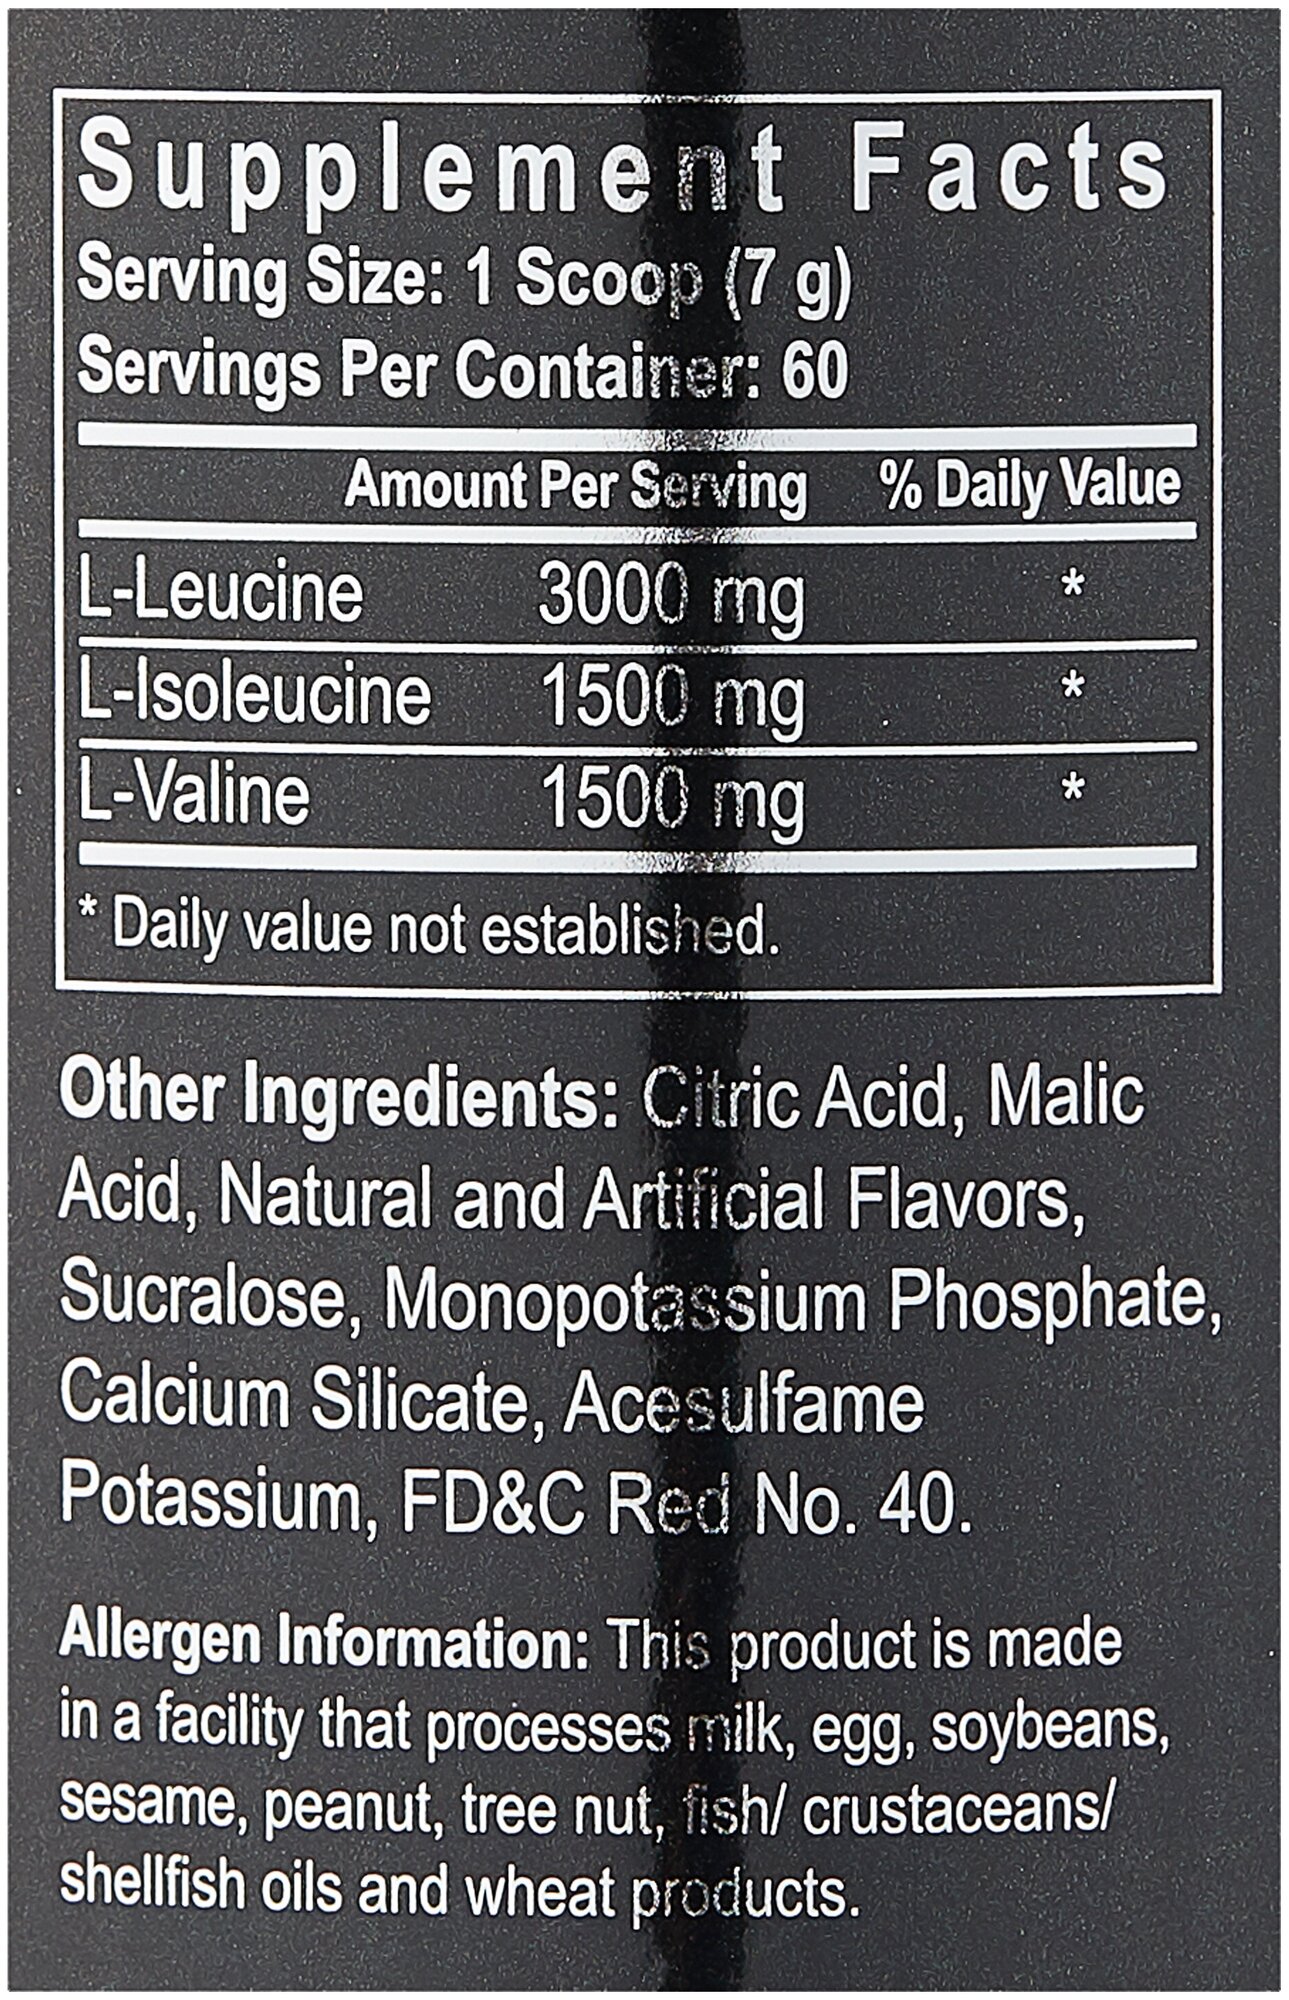 Supplement Facts
Serving Size: 1 Scoop (7 g)
Servings Per Container: 60
Amount Per Serving % Daily Value
L-Leucine 3000 mg *
L-Isoleucine 1500 mg *
L-Valine 1500 mg *
* Daily value not established.
Other Ingredients: Citric Acid, Malic
Acid, Natural and Artificial Flavors,
Sucralose, Monopotassium Phosphate,
Calcium Silicate, Acesulfame
Potassium, FD&C Red No. 40.
Allergen Information: This product is made
in a facility that processes milk, egg, soybeans,
sesame, peanut, tree nut, fish/ crustaceans/
shellfish oils and wheat products.